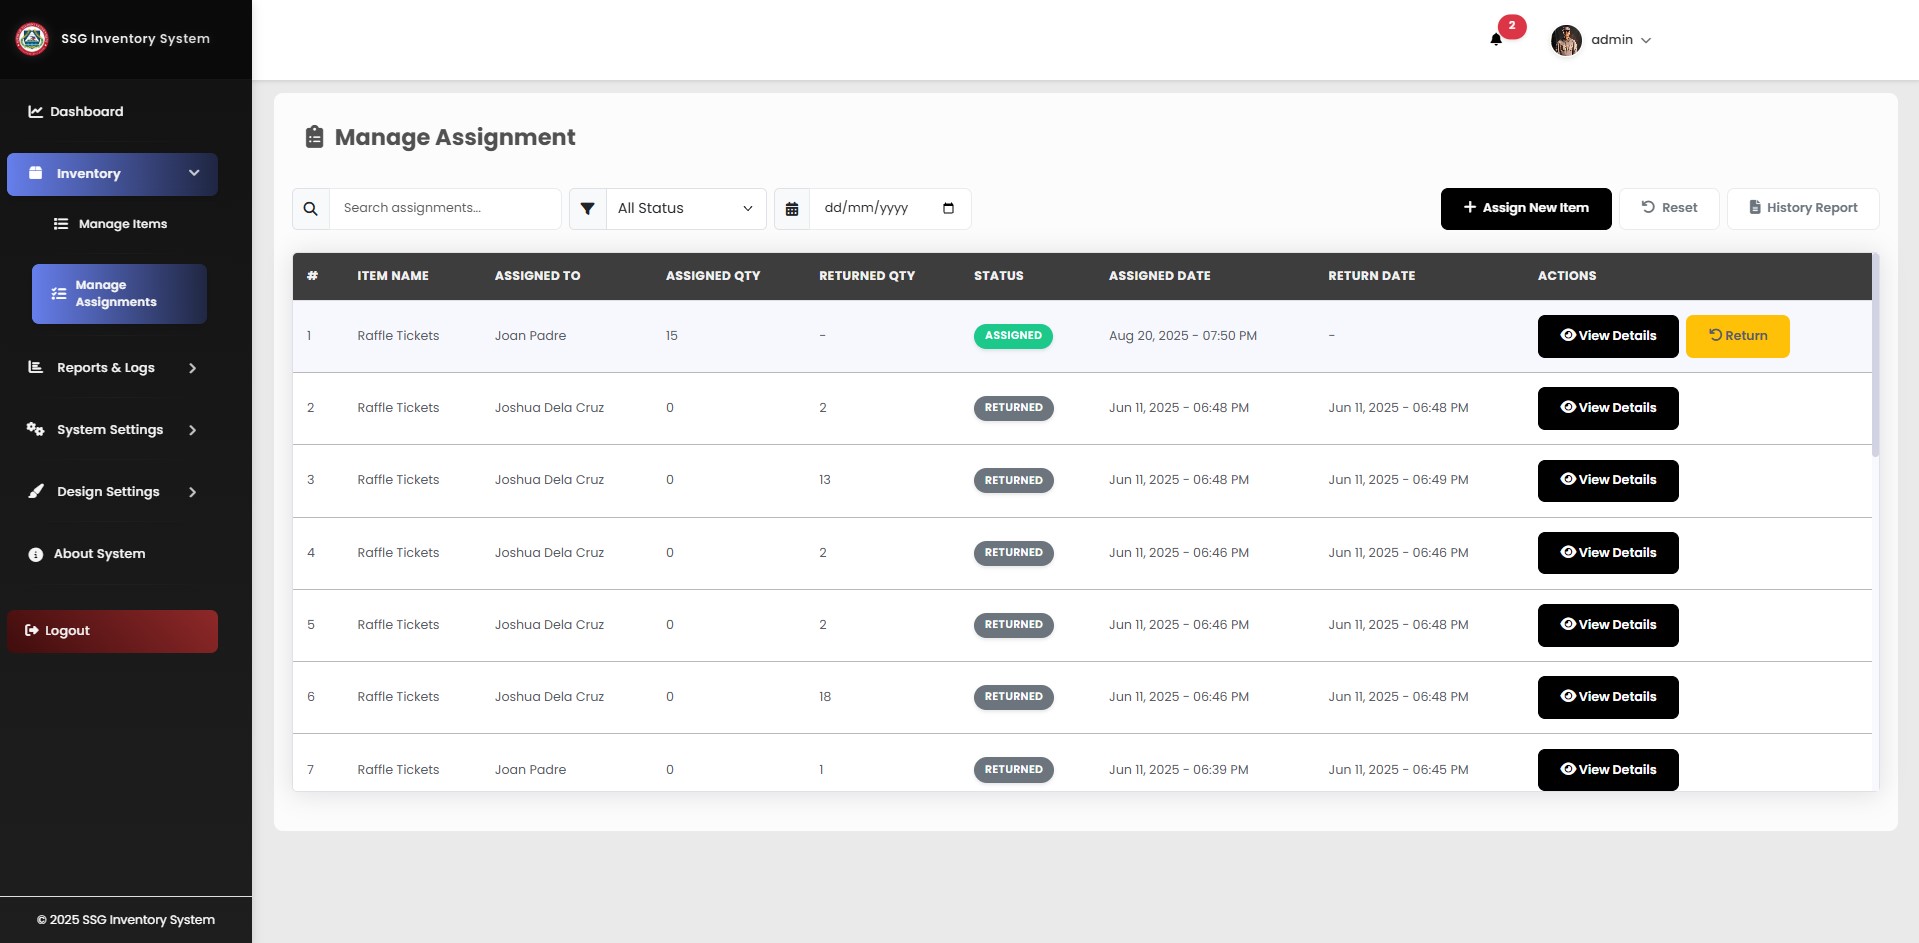 SSG Inventory System
2
admin
Dashboard
Inventory
Manage Items
Manage
Assignments
Reports & Logs
System Settings
Design Settings
About System
Logout
© 2025 SSG Inventory System
Manage Assignment
Search assignments... All Status dd/mm/yyyy Assign New Item Reset History Report
# ITEM NAME ASSIGNED TO ASSIGNED QTY RETURNED QTY STATUS ASSIGNED DATE RETURN DATE ACTIONS
1 Raffle Tickets Joan Padre 15 - ASSIGNED Aug 20, 2025 - 07:50 PM - View Details Return
2 Raffle Tickets Joshua Dela Cruz 0 2 RETURNED Jun 11, 2025 - 06:48 PM Jun 11, 2025 - 06:48 PM View Details
3 Raffle Tickets Joshua Dela Cruz 0 13 RETURNED Jun 11, 2025 - 06:48 PM Jun 11, 2025 - 06:49 PM View Details
4 Raffle Tickets Joshua Dela Cruz 0 2 RETURNED Jun 11, 2025 - 06:46 PM Jun 11, 2025 - 06:46 PM View Details
5 Raffle Tickets Joshua Dela Cruz 0 2 RETURNED Jun 11, 2025 - 06:46 PM Jun 11, 2025 - 06:48 PM View Details
6 Raffle Tickets Joshua Dela Cruz 0 18 RETURNED Jun 11, 2025 - 06:46 PM Jun 11, 2025 - 06:48 PM View Details
7 Raffle Tickets Joan Padre 0 1 RETURNED Jun 11, 2025 - 06:39 PM Jun 11, 2025 - 06:45 PM View Details